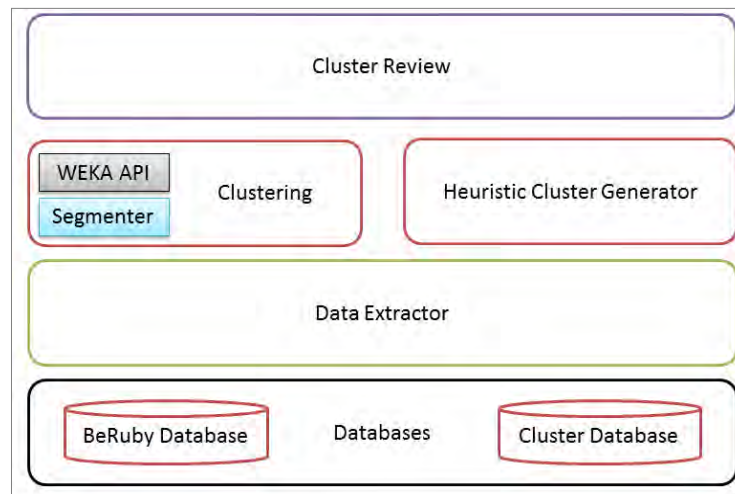 Cluster Review
WEKA API
Clustering
Segmenter
Heuristic Cluster Generator
Data Extractor
BeRuby Database
Databases
Cluster Database